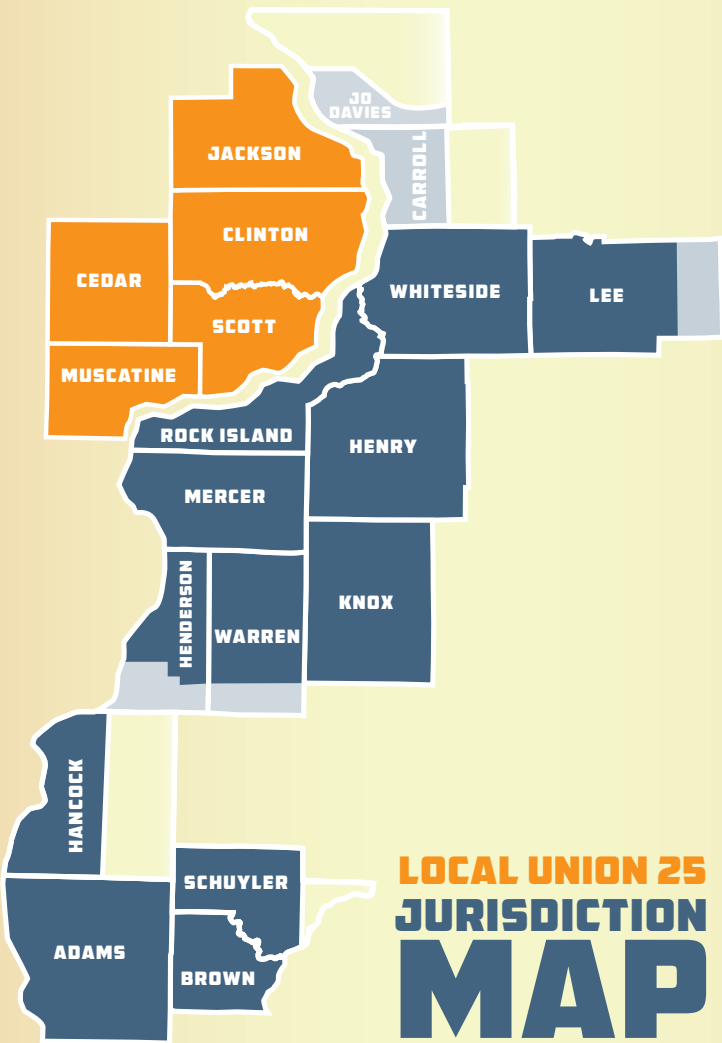 JO
DAVIES
CARROLL
JACKSON
CLINTON
CEDAR
SCOTT
MUSCATINE
WHITESIDE
LEE
ROCK ISLAND
HENRY
MERCER
HENDERSON
WARREN
KNOX
HANCOCK
SCHUYLER
ADAMS
BROWN
LOCAL UNION 25
JURISDICTION
MAP